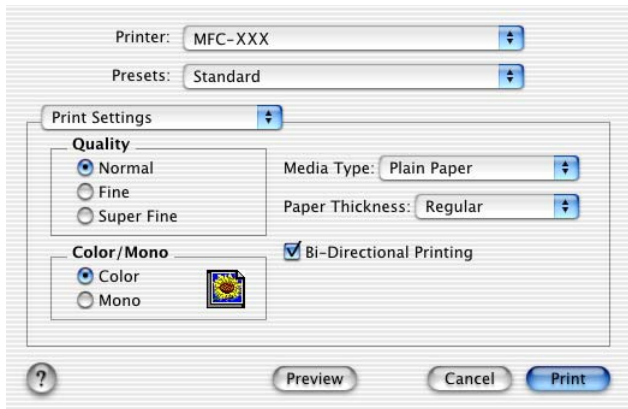 Printer: MFC-XXX
Presets: Standard
Print Settings
Quality
Normal
Fine
Super Fine
Media Type: Plain Paper
Paper Thickness: Regular
Color/Mono
Color
Mono
Bi-Directional Printing
?
Preview
Cancel
Print